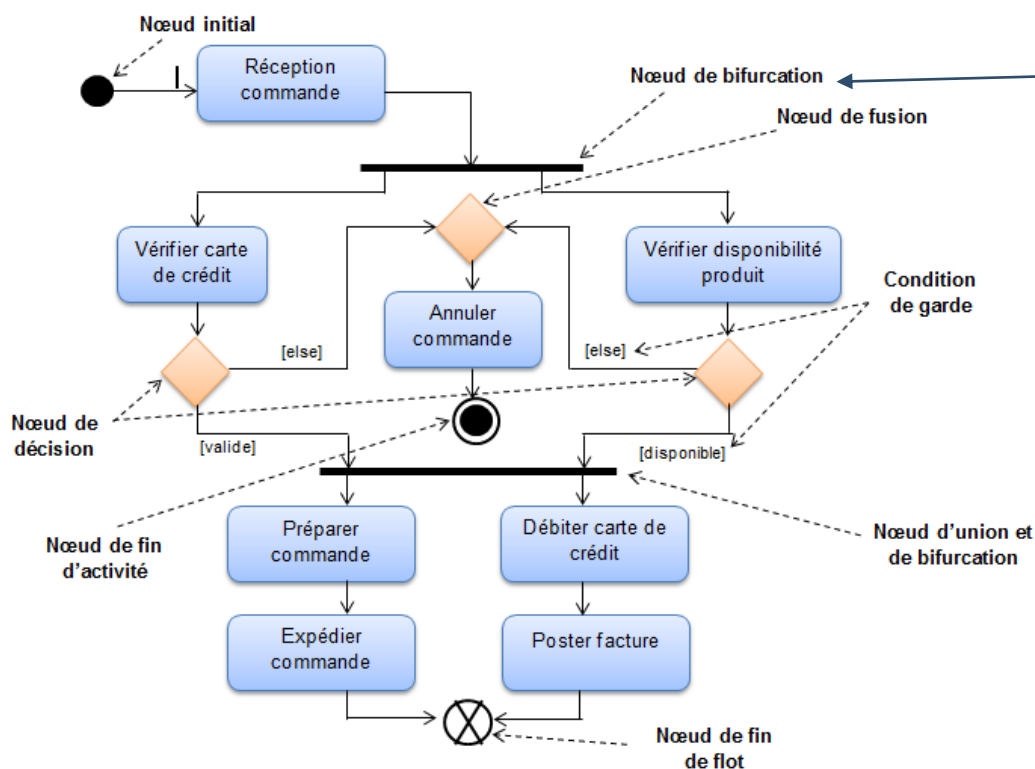 Nœud initial
Réception
commande
Nœud de bifurcation
Nœud de fusion
Vérifier carte
de crédit
Vérifier disponibilité
produit
Condition
de garde
Annuler
commande
[else]
[else]
Nœud de
décision
[valide]
[disponible]
Nœud de fin
d'activité
Préparer
commande
Débiter carte de
crédit
Nœud d'union et
de bifurcation
Expédier
commande
Poster facture
Nœud de fin
de flot